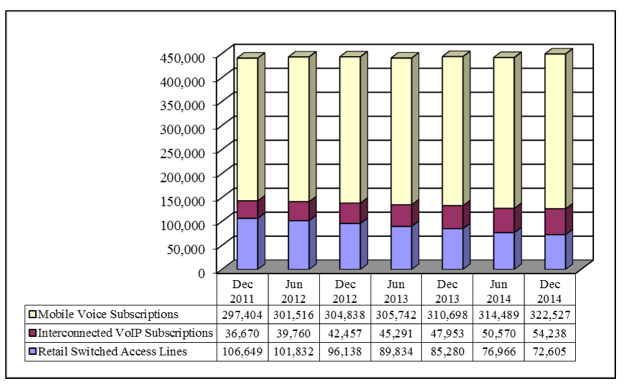 450,000
400,000
350,000
300,000
250,000
200,000
150,000
100,000
50,000
0
Dec 2011 Jun 2012 Dec 2012 Jun 2013 Dec 2013 Jun 2014 Dec 2014
Mobile Voice Subscriptions 297,404 301,516 304,838 305,742 310,698 314,489 322,527
Interconnected VoIP Subscriptions 36,670 39,760 42,457 45,291 47,953 50,570 54,238
Retail Switched Access Lines 106,649 101,832 96,138 89,834 85,280 76,966 72,605